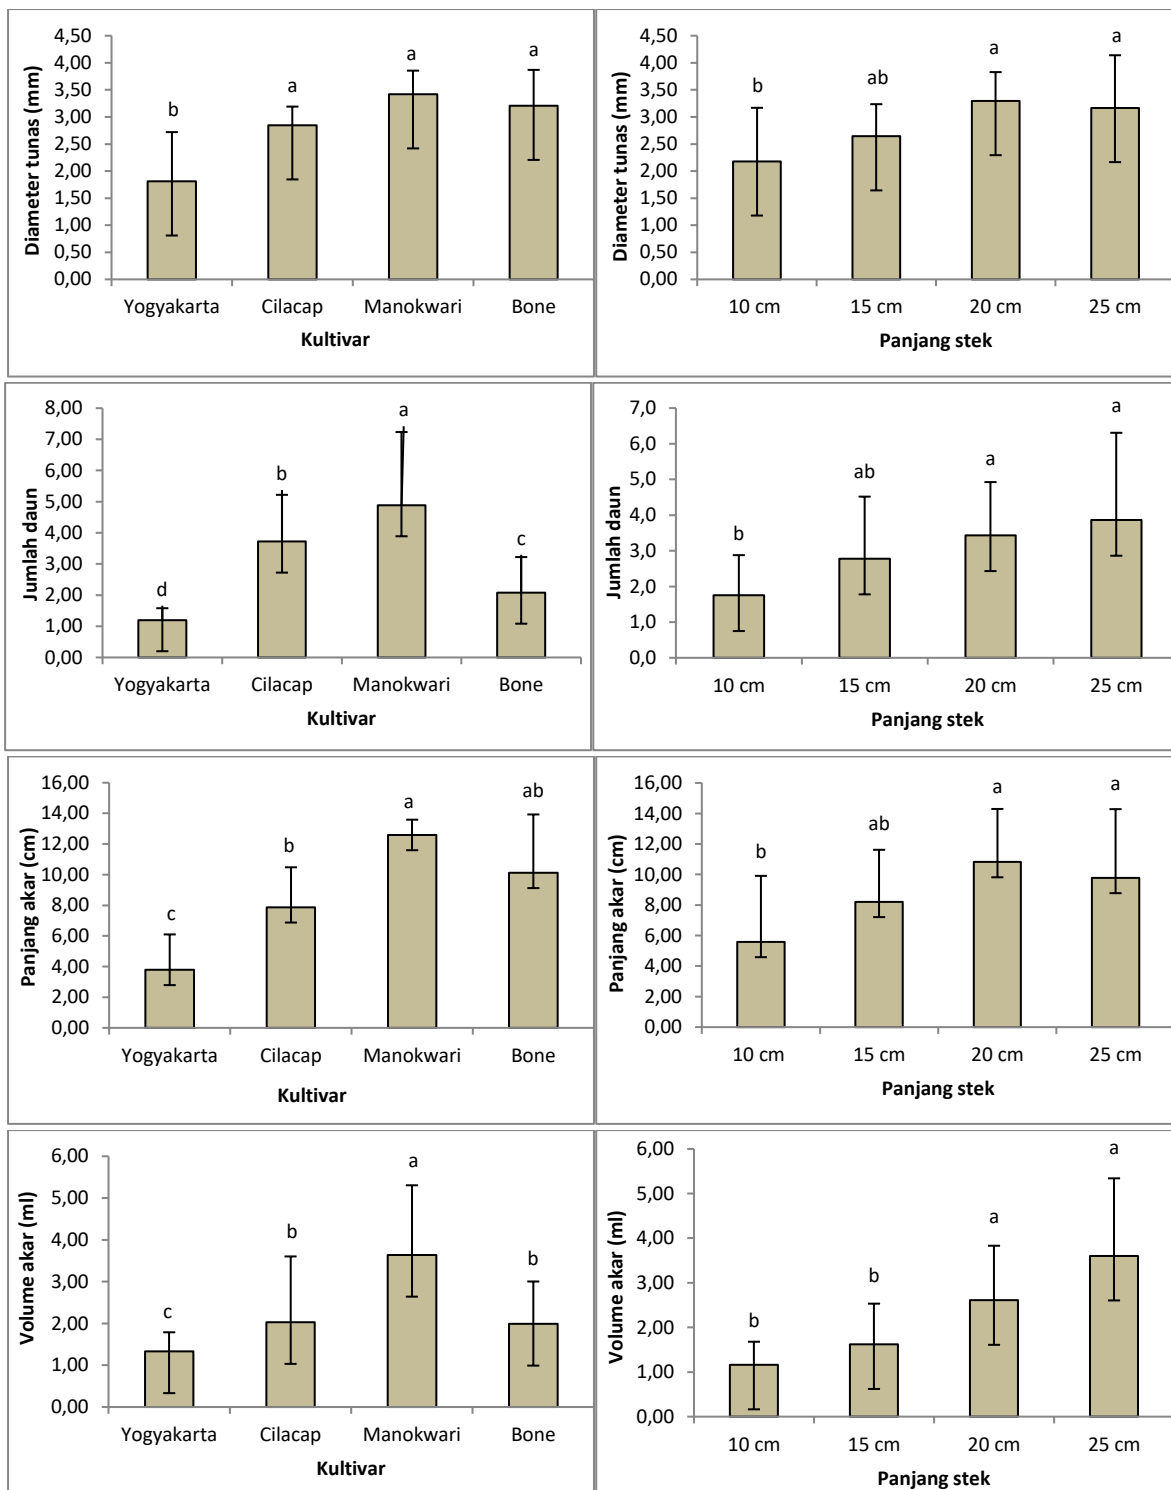 Diameter tunas (mm)
4,50
4,00
3,50
3,00
2,50
2,00
1,50
1,00
0,50
0,00
b
a
a
a
Yogyakarta Cilacap Manokwari Bone
Kultivar
Diameter tunas (mm)
4,50
4,00
3,50
3,00
2,50
2,00
1,50
1,00
0,50
0,00
b
ab
a
a
10 cm 15 cm 20 cm 25 cm
Panjang stek
Jumlah daun
8,00
7,00
6,00
5,00
4,00
3,00
2,00
1,00
0,00
d
b
a
c
Yogyakarta Cilacap Manokwari Bone
Kultivar
Jumlah daun
7,0
6,0
5,0
4,0
3,0
2,0
1,0
0,0
b
ab
a
a
10 cm 15 cm 20 cm 25 cm
Panjang stek
Panjang akar (cm)
16,00
14,00
12,00
10,00
8,00
6,00
4,00
2,00
0,00
c
b
a
ab
Yogyakarta Cilacap Manokwari Bone
Kultivar
Panjang akar (cm)
16,00
14,00
12,00
10,00
8,00
6,00
4,00
2,00
0,00
b
ab
a
a
10 cm 15 cm 20 cm 25 cm
Panjang stek
Volume akar (ml)
6,00
5,00
4,00
3,00
2,00
1,00
0,00
c
b
a
b
Yogyakarta Cilacap Manokwari Bone
Kultivar
Volume akar (ml)
6,00
5,00
4,00
3,00
2,00
1,00
0,00
b
b
a
a
10 cm 15 cm 20 cm 25 cm
Panjang stek